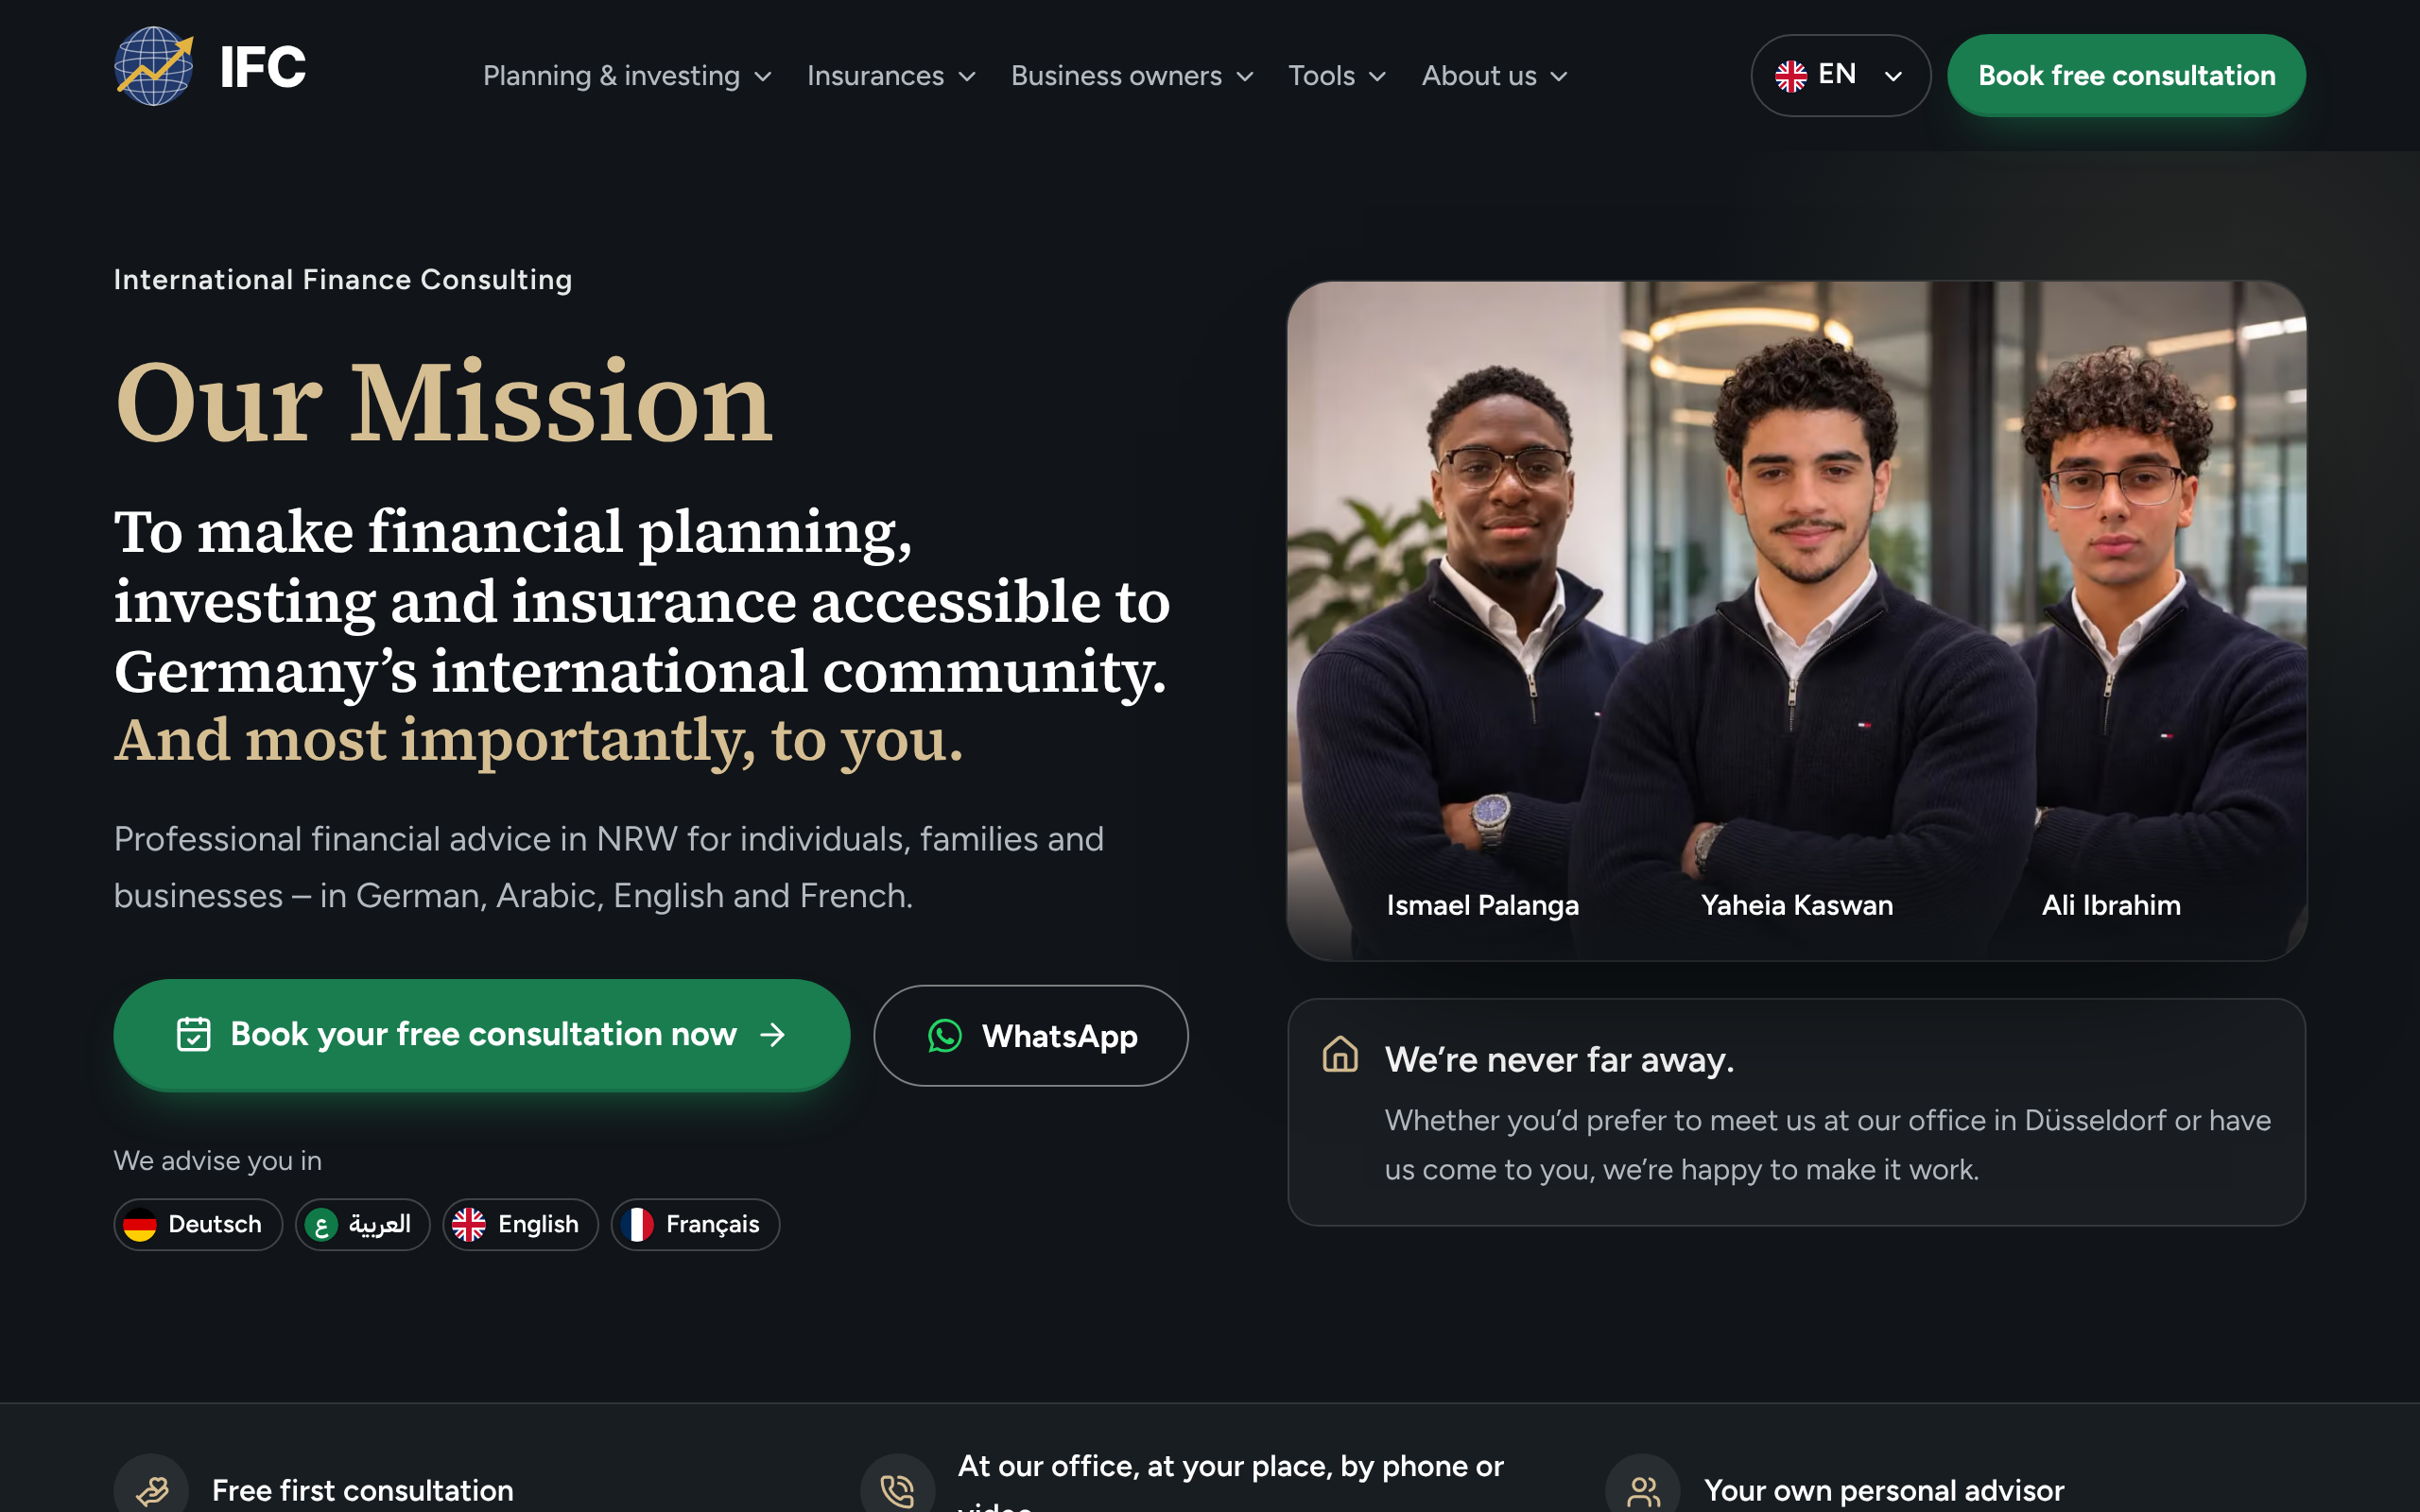 IFC
Planning & investing
Insurances
Business owners
Tools
About us
EN
Book free consultation
International Finance Consulting
Our Mission
To make financial planning,
investing and insurance accessible to
Germany’s international community.
And most importantly, to you.
Professional financial advice in NRW for individuals, families and
businesses – in German, Arabic, English and French.
Book your free consultation now
WhatsApp
We advise you in
Deutsch
ع العربية
English
Français
Ismael Palanga
Yaheia Kaswan
Ali Ibrahim
We’re never far away.
Whether you’d prefer to meet us at our office in Düsseldorf or have
us come to you, we’re happy to make it work.
Free first consultation
At our office, at your place, by phone or
Your own personal advisor